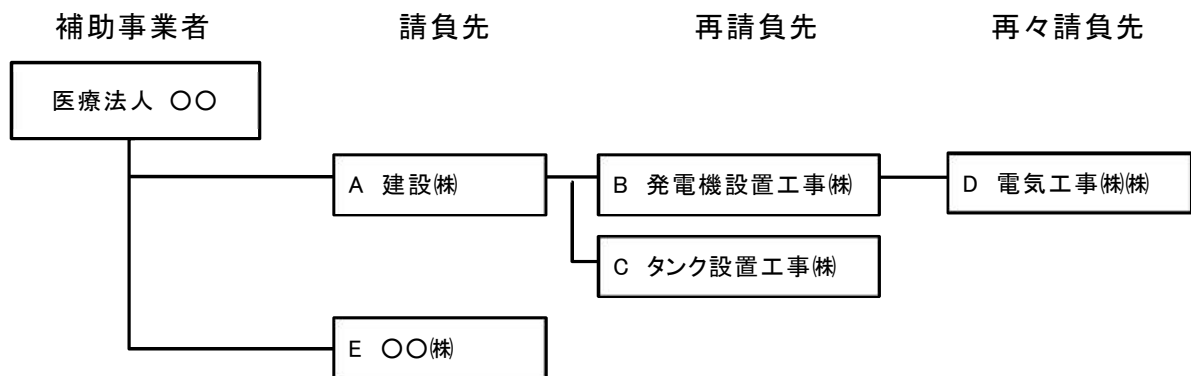 補助事業者 請負先 再請負先 再々請負先
医療法人 〇〇
A 建設㈱ B 発電機設置工事㈱ D 電気工事㈱㈱
C タンク設置工事㈱
E 〇〇㈱